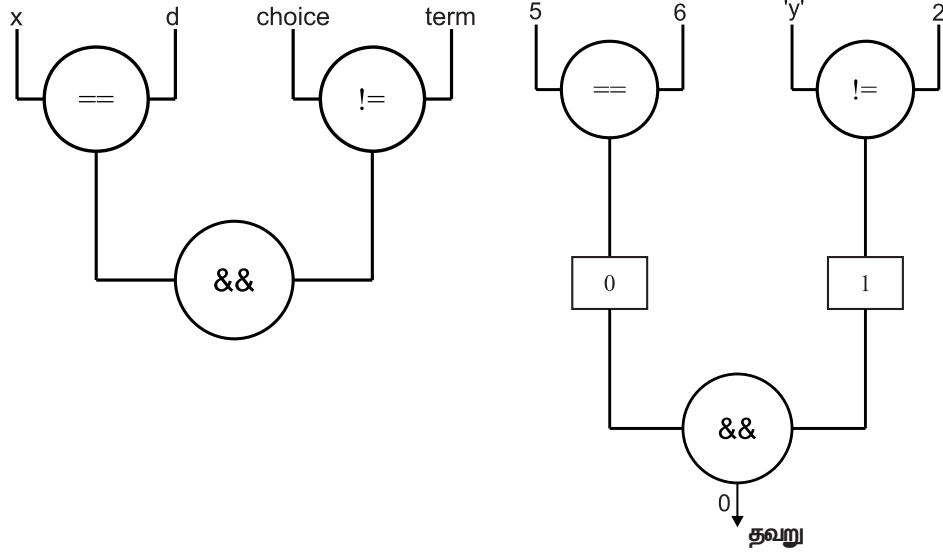 x d choice term
== !=
&&
5 6 'y' 2
== !=
0 1
&&
0
தவறு